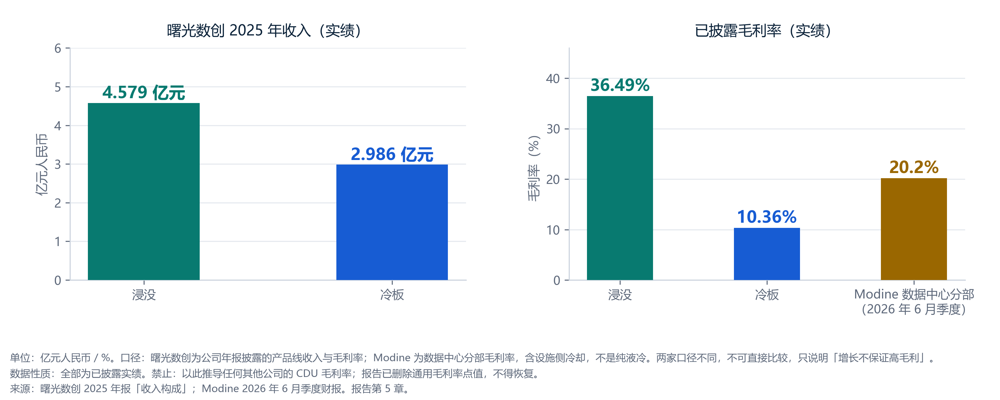 曙光数创 2025 年收入（实绩）
亿元人民币
6
5
4
3
2
1
0
4.579 亿元
2.986 亿元
浸没
冷板
已披露毛利率（实绩）
毛利率（%）
40
30
20
10
0
36.49%
10.36%
20.2%
浸没
冷板
Modine 数据中心分部
（2026 年 6 月季度）
单位：亿元人民币 / %。口径：曙光数创为公司年报披露的产品线收入与毛利率；Modine 为数据中心分部毛利率，含设施侧冷却，不是纯液冷。两家口径不同，不可直接比较，只说明「增长不保证高毛利」。
数据性质：全部为已披露实绩。禁止：以此推导任何其他公司的 CDU 毛利率；报告已删除通用毛利率点值，不得恢复。
来源：曙光数创 2025 年报「收入构成」；Modine 2026 年 6 月季度财报。报告第 5 章。